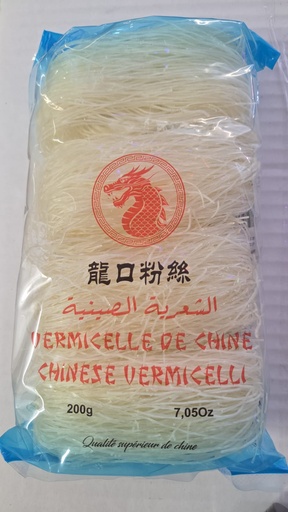 龍口粉絲
الشعرية الصينية
VERMICELLE DE CHINE
CHINESE VERMICELLI
200g 7,05Oz
Qualité supérieur de chine